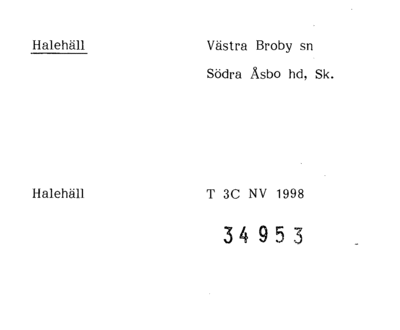 Halehäll Västra Broby sn
Södra Åsbo hd, Sk.
Halehäll T 3C NV 1998
34953